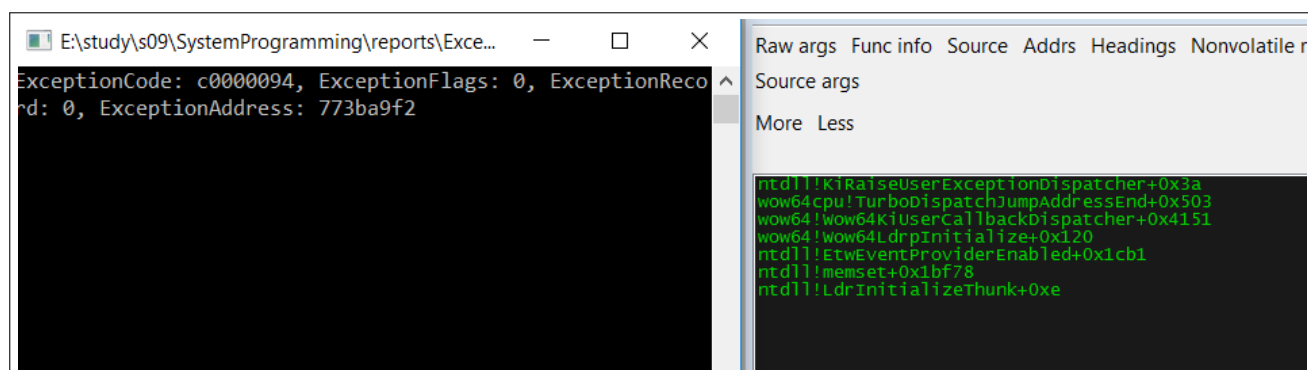 E:\study\s09\SystemProgramming\reports\Exce...
ExceptionCode: c0000094, ExceptionFlags: 0, ExceptionReco
rd: 0, ExceptionAddress: 773ba9f2
Raw args Func info Source Addrs Headings Nonvolatile r
Source args
More Less
ntdll!KiRaiseUserExceptionDispatcher+0x3a
wow64cpu!TurboDispatchJumpAddressEnd+0x503
wow64!Wow64KiUserCallbackDispatcher+0x4151
wow64!Wow64LdrpInitialize+0x120
ntdll!EtwEventProviderEnabled+0x1cb1
ntdll!memset+0x1bf78
ntdll!LdrInitializeThunk+0xe